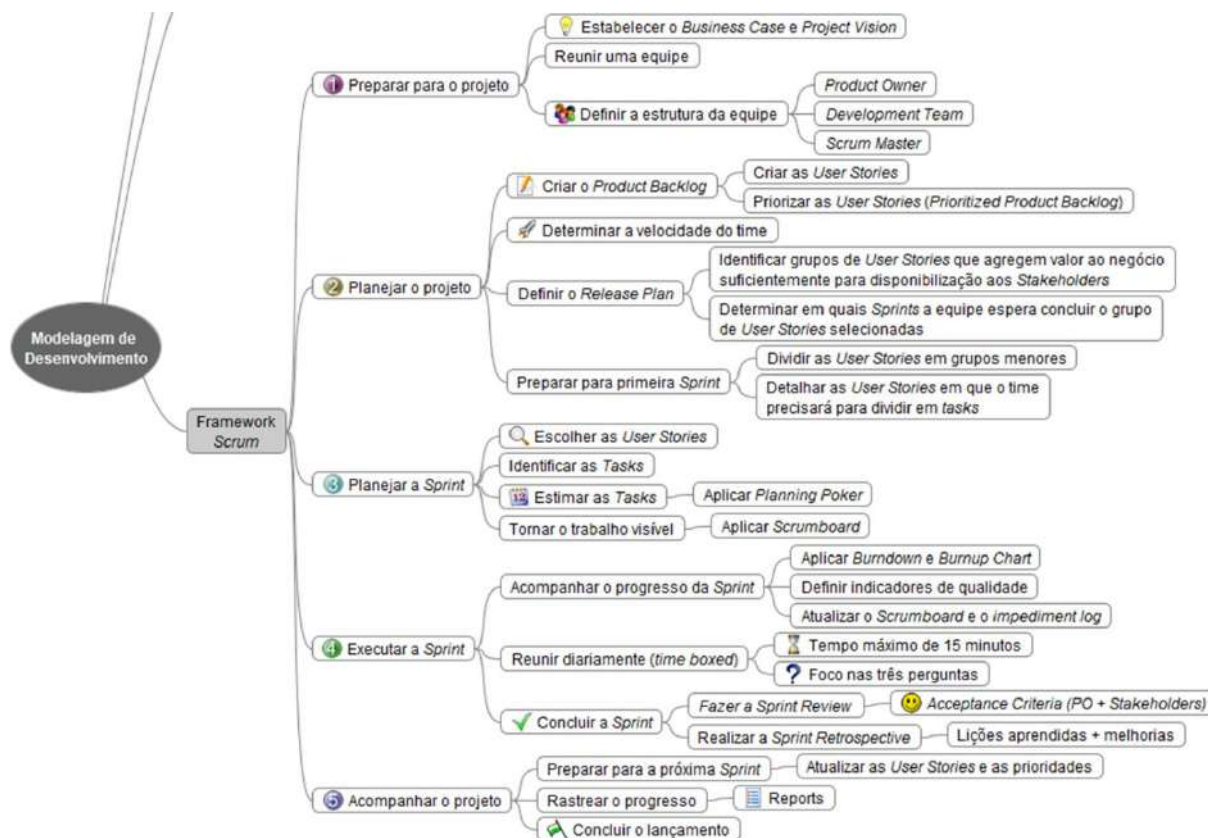 Modelagem de
Desenvolvimento
Framework
Scrum
1 Preparar para o projeto
Estabelecer o Business Case e Project Vision
Reunir uma equipe
Definir a estrutura da equipe
Product Owner
Development Team
Scrum Master
2 Planejar o projeto
Criar o Product Backlog
Criar as User Stories
Priorizar as User Stories (Prioritized Product Backlog)
Determinar a velocidade do time
Definir o Release Plan
Identificar grupos de User Stories que agregem valor ao negócio
suficientemente para disponibilização aos Stakeholders
Determinar em quais Sprints a equipe espera concluir o grupo
de User Stories selecionadas
Preparar para primeira Sprint
Dividir as User Stories em grupos menores
Detalhar as User Stories em que o time
precisará para dividir em tasks
3 Planejar a Sprint
Escolher as User Stories
Identificar as Tasks
12 Estimar as Tasks
Aplicar Planning Poker
Tornar o trabalho visível
Aplicar Scrumboard
4 Executar a Sprint
Acompanhar o progresso da Sprint
Aplicar Burndown e Burnup Chart
Definir indicadores de qualidade
Atualizar o Scrumboard e o impediment log
Reunir diariamente (time boxed)
Tempo máximo de 15 minutos
? Foco nas três perguntas
Concluir a Sprint
Fazer a Sprint Review
Acceptance Criteria (PO + Stakeholders)
Realizar a Sprint Retrospective
Lições aprendidas + melhorias
5 Acompanhar o projeto
Preparar para a próxima Sprint
Atualizar as User Stories e as prioridades
Rastrear o progresso
Reports
Concluir o lançamento